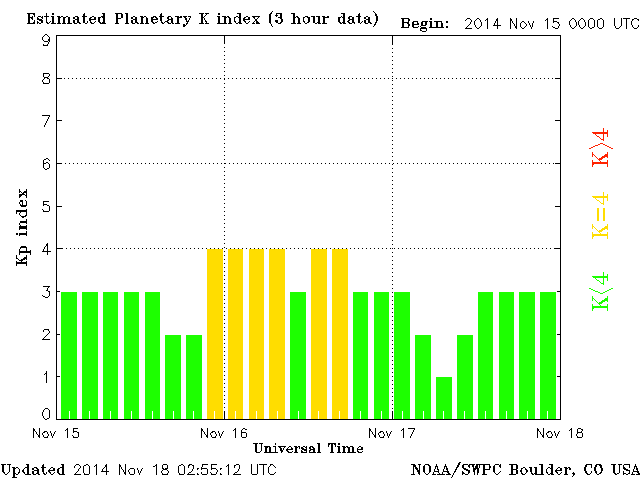 Estimated Planetary K index (3 hour data) Begin: 2014 Nov 15 0000 UTC
9
8
7
6
5
4
3
2
1
0
Kp index
K>4
K=4
K<4
Nov 15 Nov 16 Nov 17 Nov 18
Universal Time
Updated 2014 Nov 18 02:55:12 UTC NOAA/SWPC Boulder, CO USA